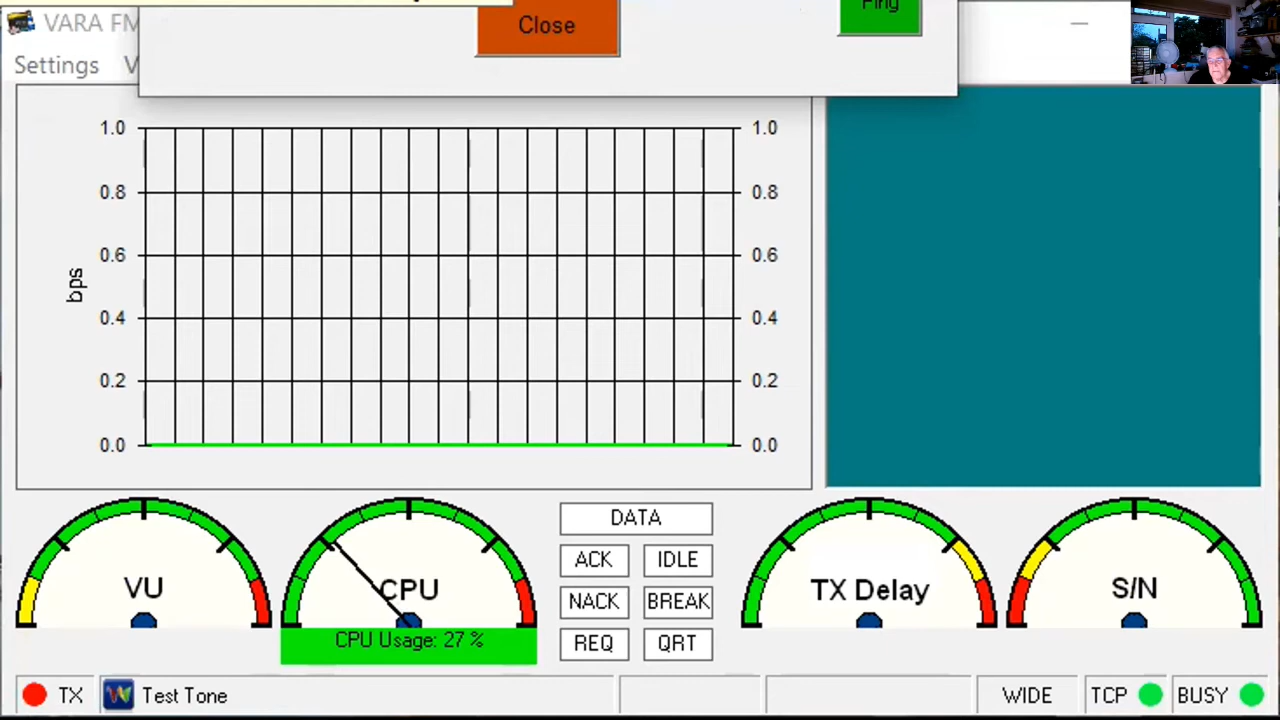 Ping
Close
VARA FM
Settings
1.0 1.0
0.8 0.8
0.6 0.6
bps
0.4 0.4
0.2 0.2
0.0 0.0
DATA
ACK IDLE
VU CPU NACK BREAK TX Delay S/N
CPU Usage: 27 % REQ QRT
TX Test Tone WIDE TCP BUSY